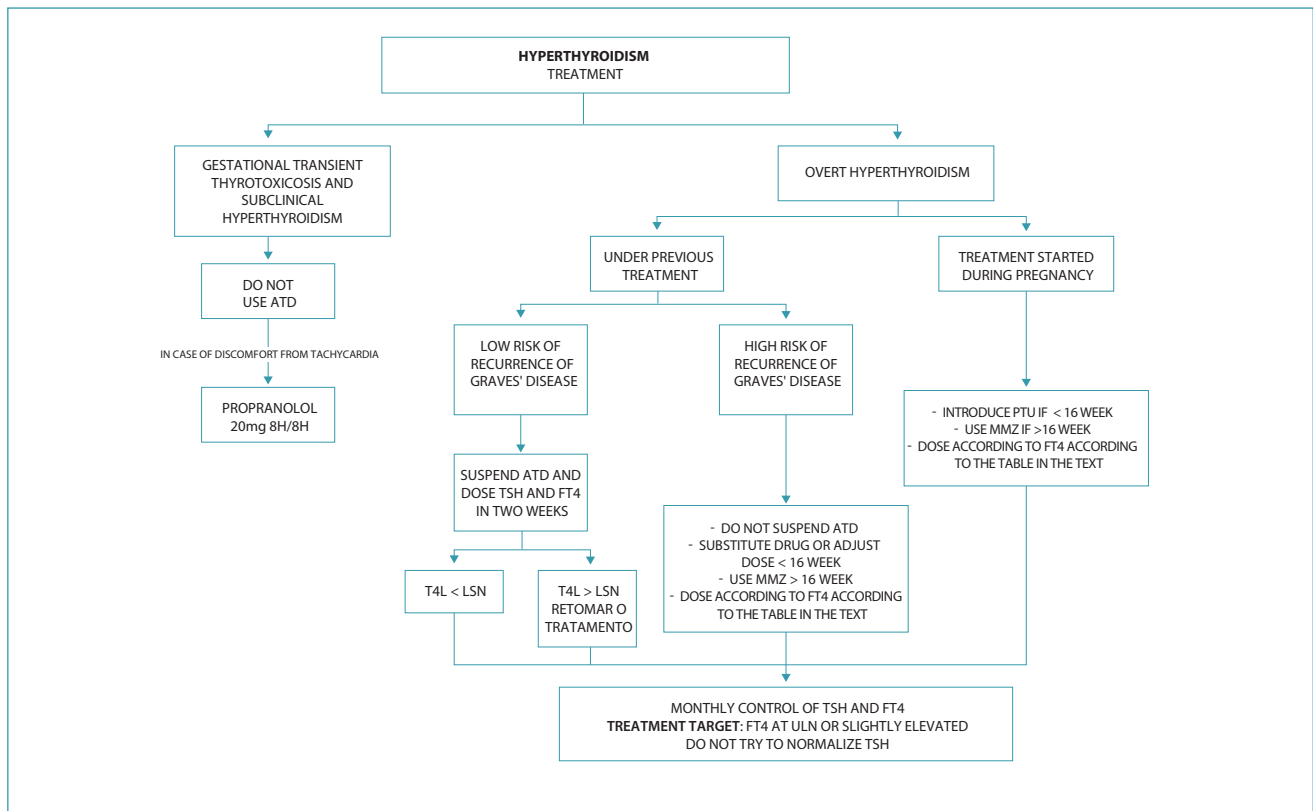 HYPERTHYROIDISM
TREATMENT
GESTATIONAL TRANSIENT
THYROTOXICOSIS AND
SUBCLINICAL
HYPERTHYROIDISM
OVERT HYPERTHYROIDISM
DO NOT
USE ATD
UNDER PREVIOUS
TREATMENT
TREATMENT STARTED
DURING PREGNANCY
IN CASE OF DISCOMFORT FROM TACHYCARDIA
PROPRANOLOL
20mg 8H/8H
LOW RISK OF
RECURRENCE OF
GRAVES' DISEASE
HIGH RISK OF
RECURRENCE OF
GRAVES' DISEASE
- INTRODUCE PTU IF < 16 WEEK
- USE MMZ IF >16 WEEK
- DOSE ACCORDING TO FT4 ACCORDING
TO THE TABLE IN THE TEXT
SUSPEND ATD AND
DOSE TSH AND FT4
IN TWO WEEKS
- DO NOT SUSPEND ATD
- SUBSTITUTE DRUG OR ADJUST
DOSE < 16 WEEK
- USE MMZ > 16 WEEK
- DOSE ACCORDING TO FT4 ACCORDING
TO THE TABLE IN THE TEXT
T4L < LSN
T4L > LSN
RETOMAR O
TRATAMENTO
MONTHLY CONTROL OF TSH AND FT4
TREATMENT TARGET: FT4 AT ULN OR SLIGHTLY ELEVATED
DO NOT TRY TO NORMALIZE TSH